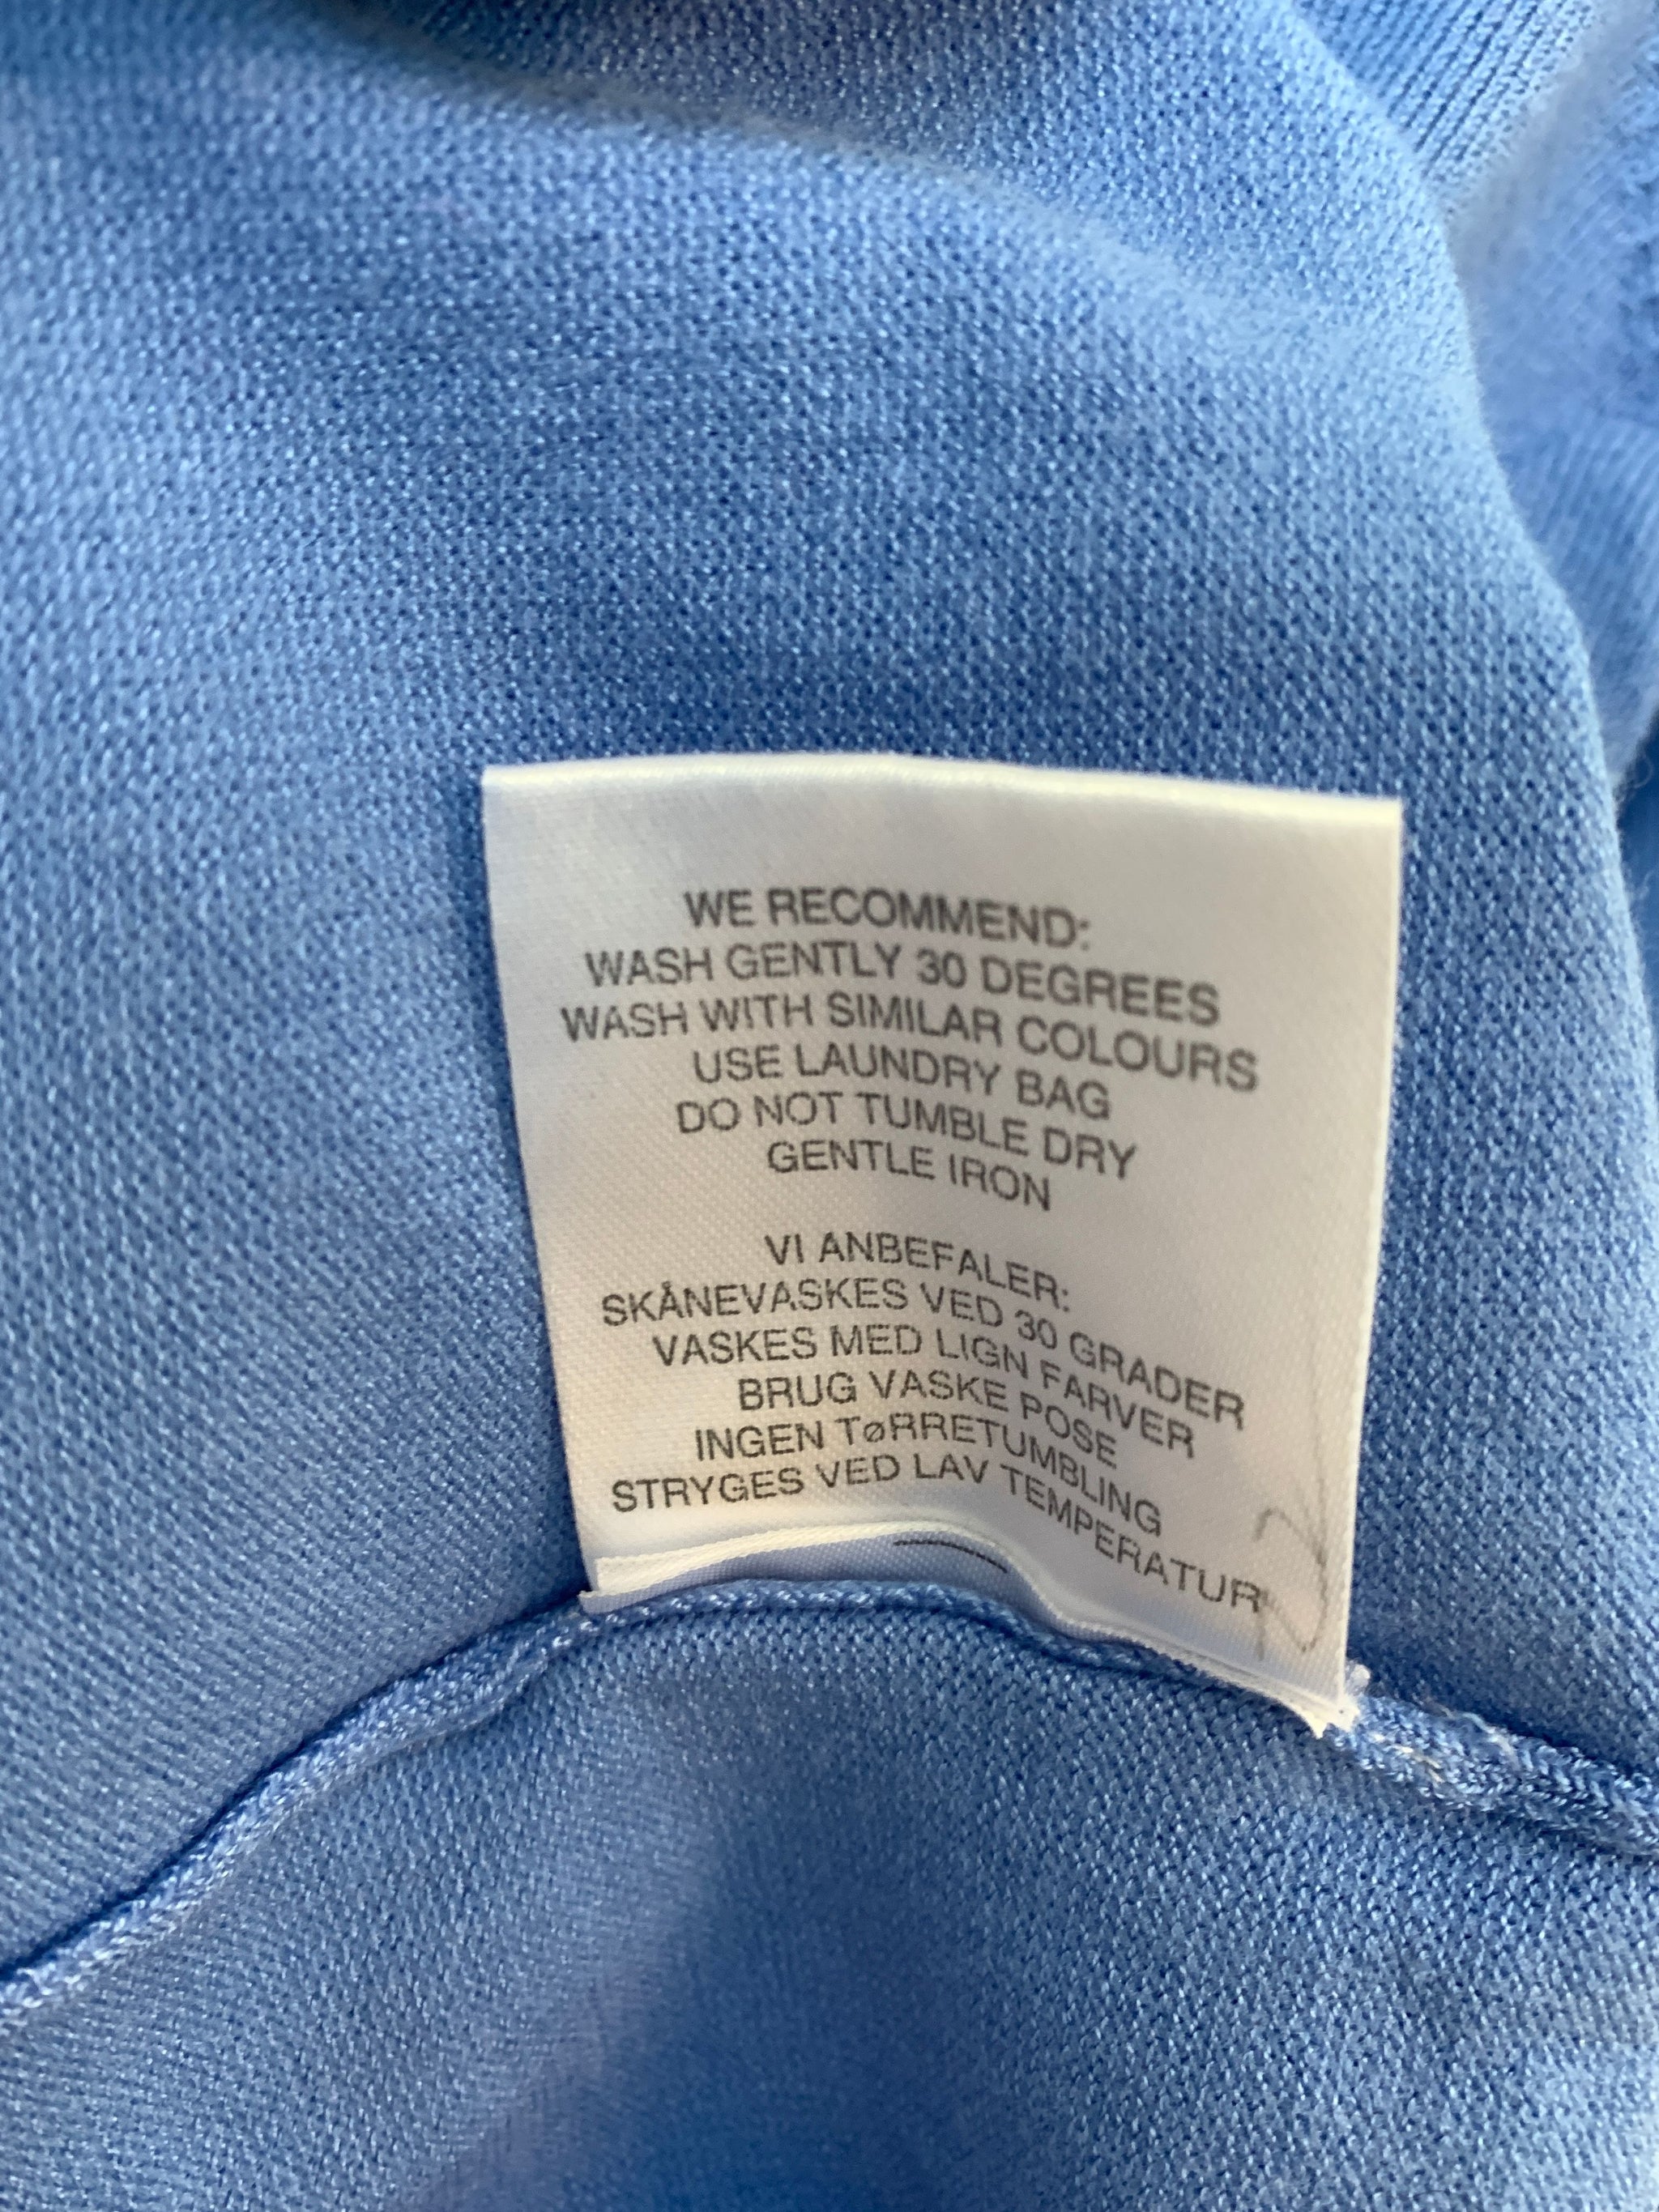 WE RECOMMEND:
WASH GENTLY 30 DEGREES
WASH WITH SIMILAR COLOURS
USE LAUNDRY BAG
DO NOT TUMBLE DRY
GENTLE IRON
VI ANBEFALER:
SKÅNEVASKES VED 30 GRADER
VASKES MED LIGN FARVER
BRUG VASKE POSE
INGEN TøRRETUMBLING
STRYGES VED LAV TEMPERATUR